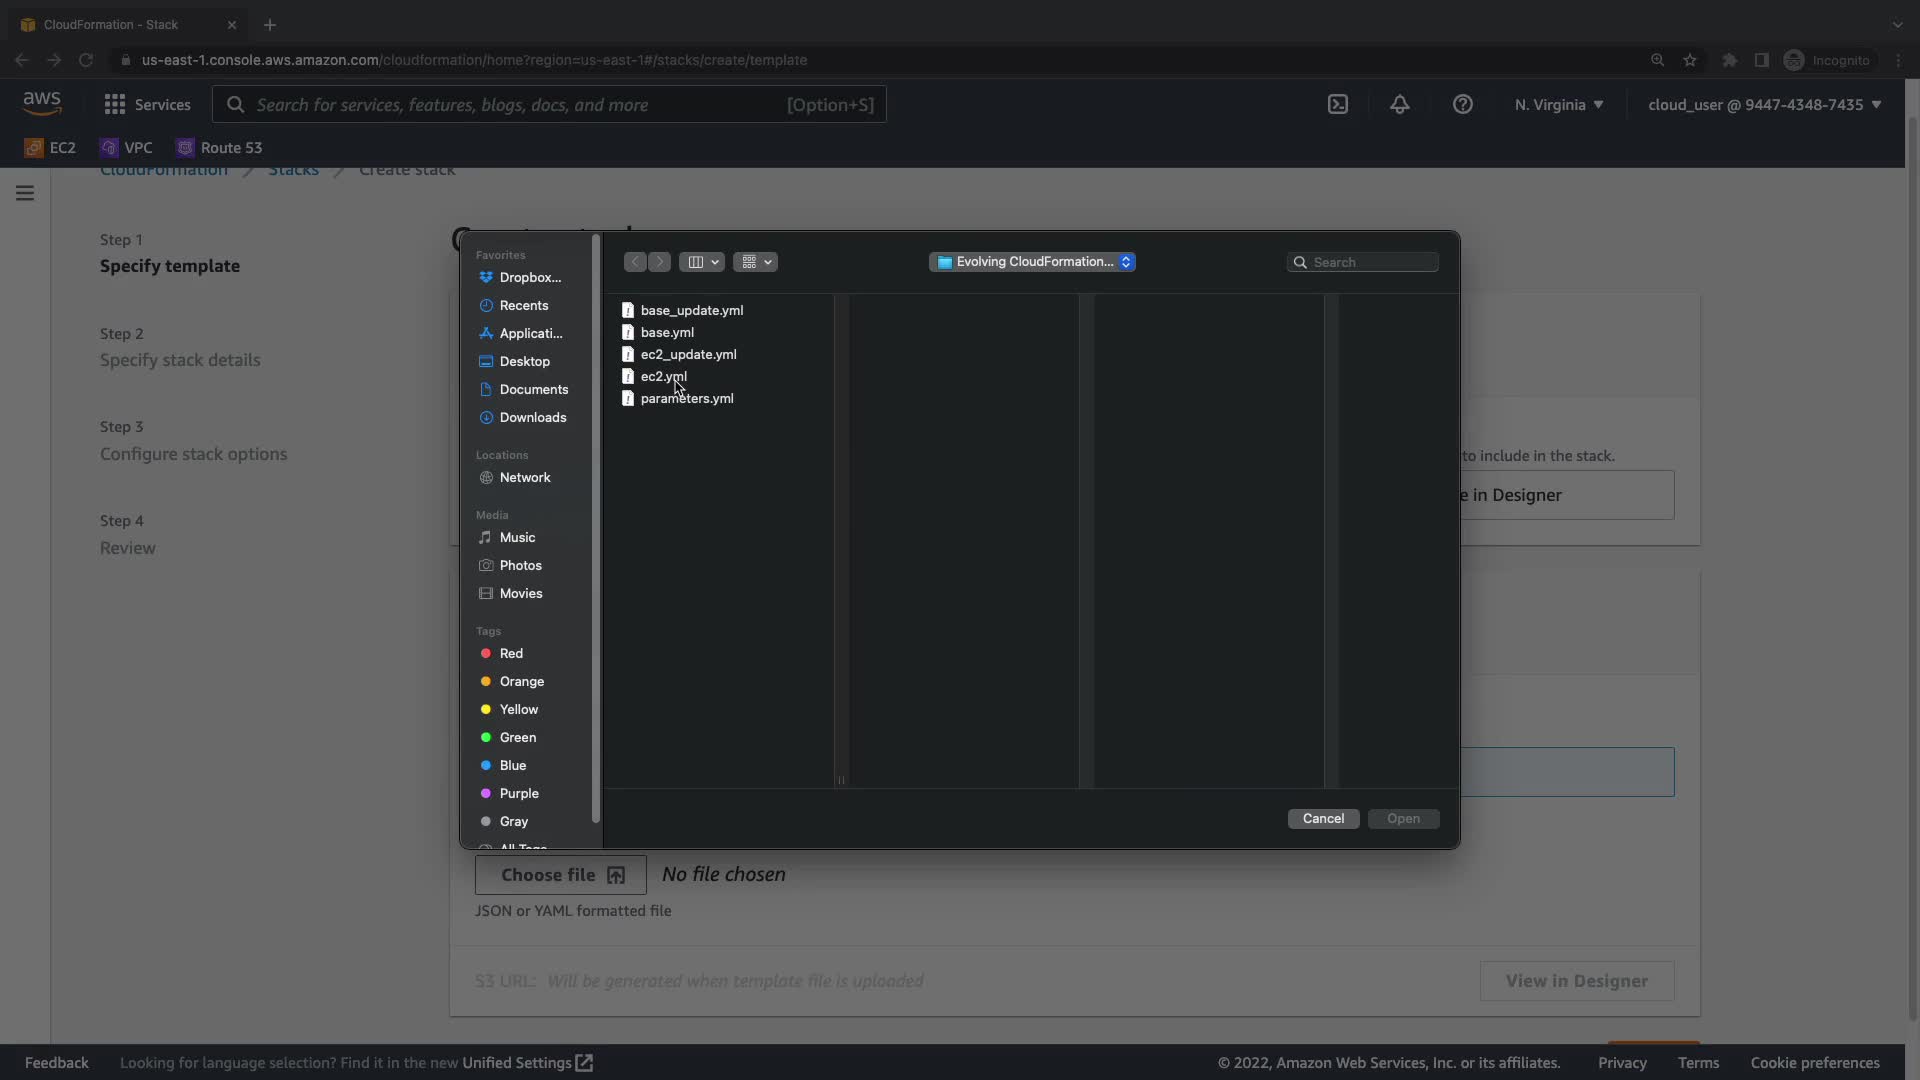 CloudFormation - Stack
us-east-1.console.aws.amazon.com/cloudformation/home?region=us-east-1#/stacks/create/template
Incognito
aws
Services
Search for services, features, blogs, docs, and more
[Option+S]
N. Virginia
cloud_user @ 9447-4348-7435
EC2
VPC
Route 53
CloudFormation
Stacks
Create stack
Step 1
Specify template
Step 2
Specify stack details
Step 3
Configure stack options
Step 4
Review
Favorites
Dropbox...
Recents
Applicati...
Desktop
Documents
Downloads
Locations
Network
Media
Music
Photos
Movies
Tags
Red
Orange
Yellow
Green
Blue
Purple
Gray
Evolving CloudFormation...
Search
base_update.yml
base.yml
ec2_update.yml
ec2.yml
parameters.yml
Cancel
Open
to include in the stack.
e in Designer
Choose file
No file chosen
JSON or YAML formatted file
S3 URL: Will be generated when template file is uploaded
View in Designer
Feedback
Looking for language selection? Find it in the new Unified Settings
© 2022, Amazon Web Services, Inc. or its affiliates.
Privacy
Terms
Cookie preferences